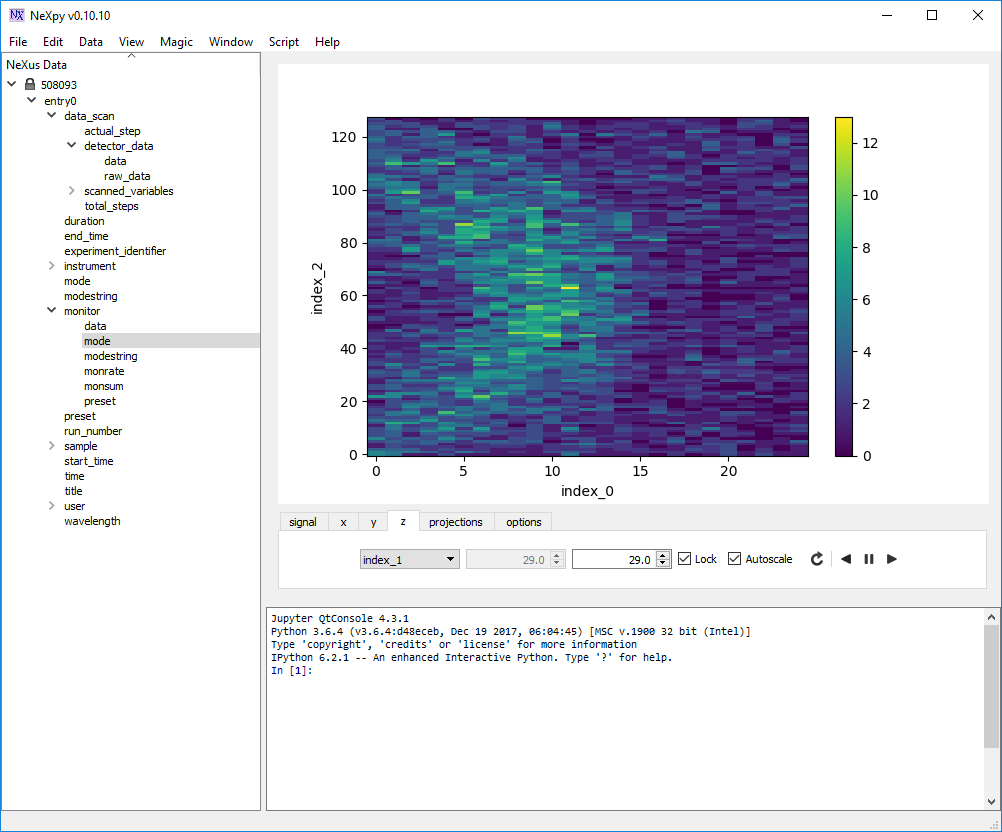 NeXpy v0.10.10
File Edit Data View Magic Window Script Help
NeXus Data
508093
entry0
data_scan
actual_step
detector_data
data
raw_data
scanned_variables
total_steps
duration
end_time
experiment_identifier
instrument
mode
modestring
monitor
data
mode
modestring
monrate
monsum
preset
preset
run_number
sample
start_time
time
title
user
wavelength
index_2
120
100
80
60
40
20
0
0 5 10 15 20
index_0
12
10
8
6
4
2
0
signal x y z projections options
index_1 29.0 29.0 Lock Autoscale
Jupyter QtConsole 4.3.1
Python 3.6.4 (v3.6.4:d48eceb, Dec 19 2017, 06:04:45) [MSC v.1900 32 bit (Intel)]
Type 'copyright', 'credits' or 'license' for more information
IPython 6.2.1 -- An enhanced Interactive Python. Type '?' for help.
In [1]: